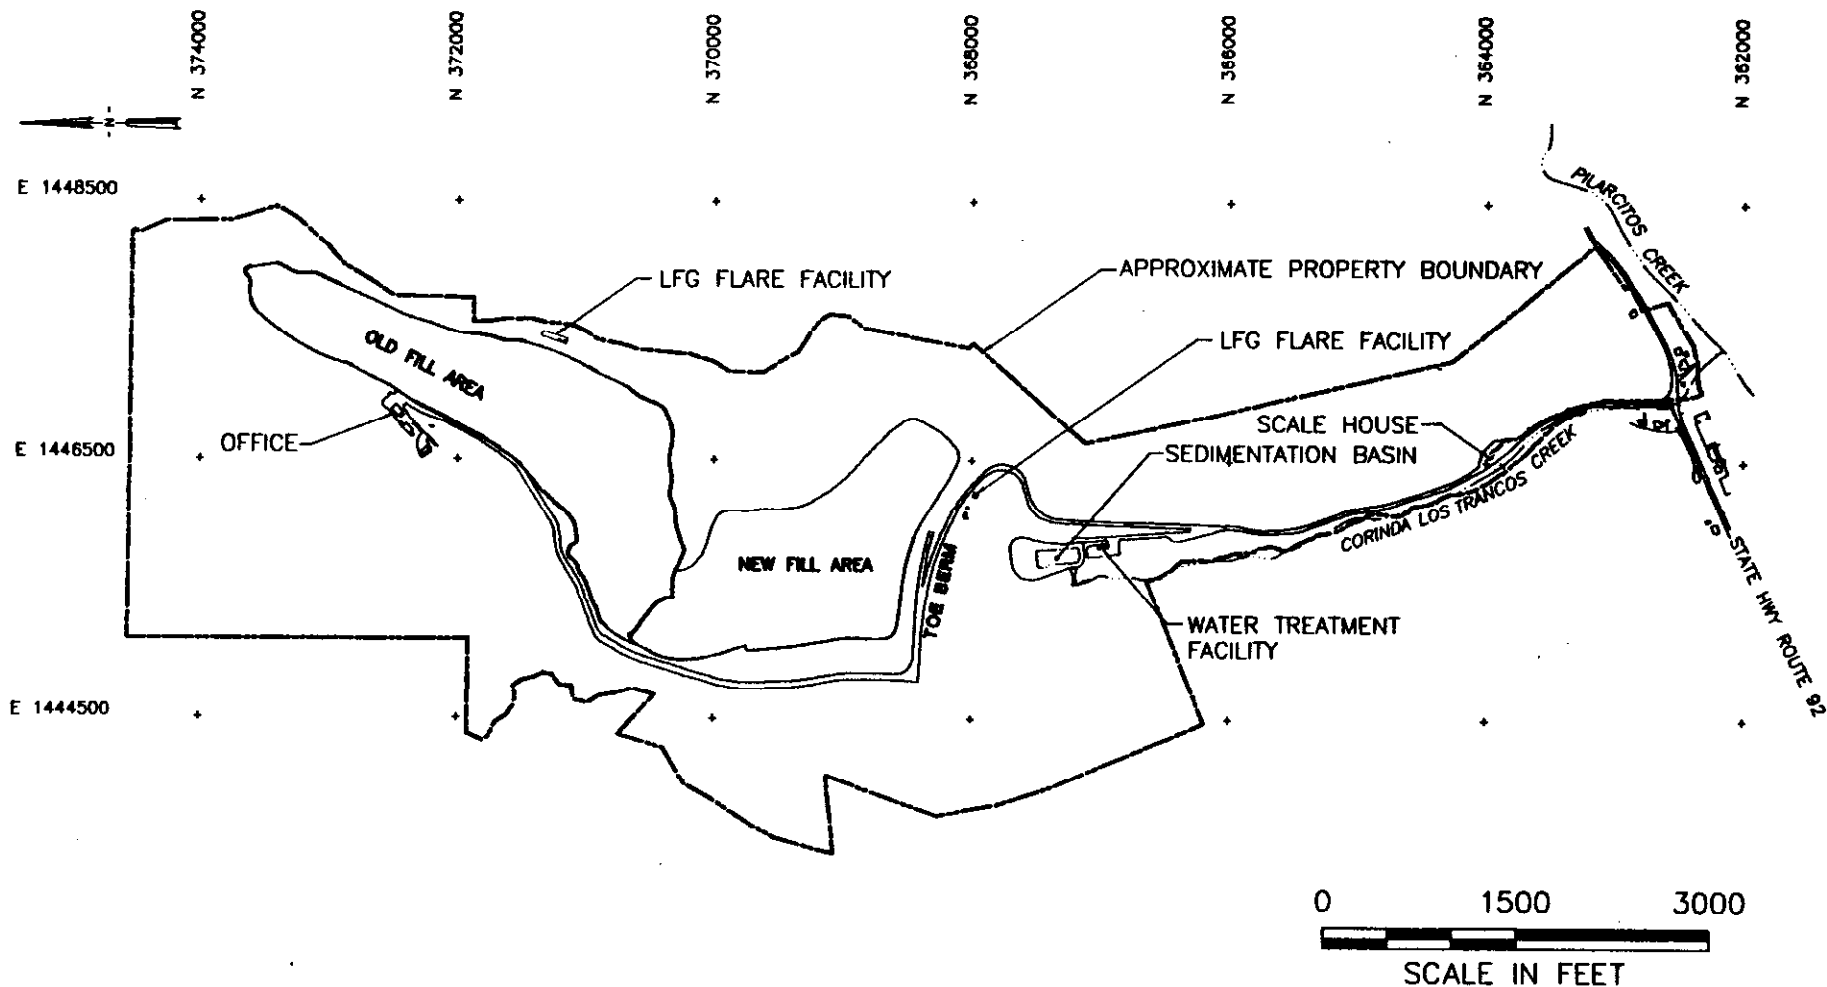 N 374000
N 372000
N 370000
N 368000
N 366000
N 364000
N 362000
N
E 1448500
PILARCITOS CREEK
LFG FLARE FACILITY
APPROXIMATE PROPERTY BOUNDARY
LFG FLARE FACILITY
OLD FILL AREA
SCALE HOUSE
OFFICE
E 1446500
SEDIMENTATION BASIN
CORINDA LOS TRANCOS CREEK
NEW FILL AREA
TOE BERM
STATE HWY ROUTE 92
WATER TREATMENT
FACILITY
E 1444500
0 1500 3000
SCALE IN FEET